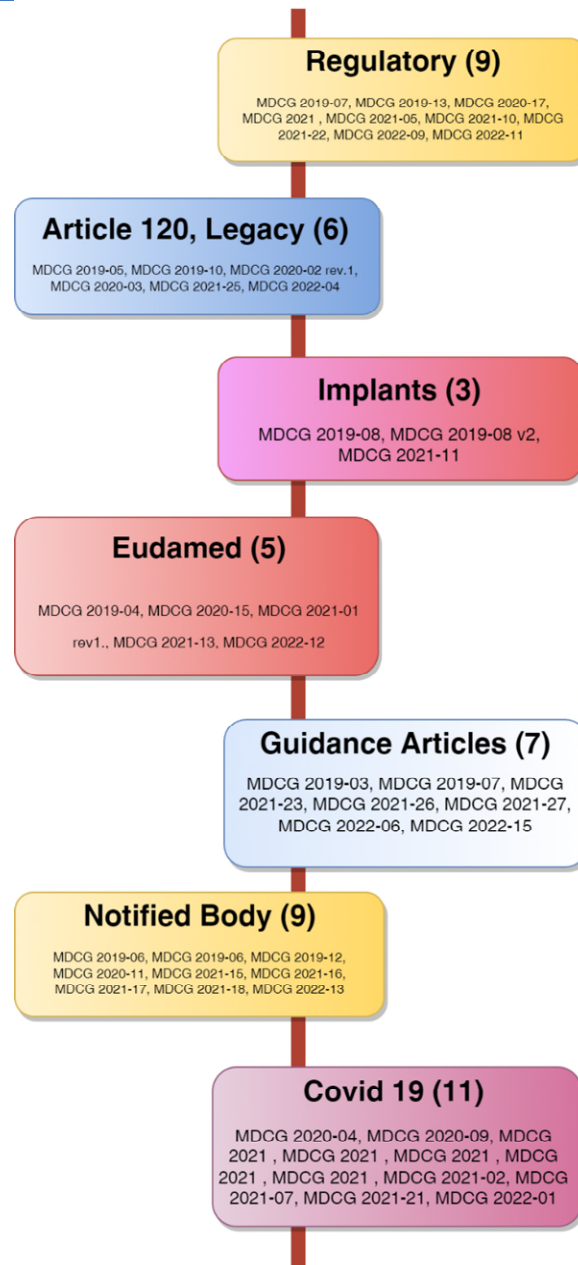 Regulatory (9)
MDCG 2019-07, MDCG 2019-13, MDCG 2020-17,
MDCG 2021 , MDCG 2021-05, MDCG 2021-10, MDCG
2021-22, MDCG 2022-09, MDCG 2022-11
Article 120, Legacy (6)
MDCG 2019-05, MDCG 2019-10, MDCG 2020-02 rev.1,
MDCG 2020-03, MDCG 2021-25, MDCG 2022-04
Implants (3)
MDCG 2019-08, MDCG 2019-08 v2,
MDCG 2021-11
Eudamed (5)
MDCG 2019-04, MDCG 2020-15, MDCG 2021-01
rev1., MDCG 2021-13, MDCG 2022-12
Guidance Articles (7)
MDCG 2019-03, MDCG 2019-07, MDCG
2021-23, MDCG 2021-26, MDCG 2021-27,
MDCG 2022-06, MDCG 2022-15
Notified Body (9)
MDCG 2019-06, MDCG 2019-06, MDCG 2019-12,
MDCG 2020-11, MDCG 2021-15, MDCG 2021-16,
MDCG 2021-17, MDCG 2021-18, MDCG 2022-13
Covid 19 (11)
MDCG 2020-04, MDCG 2020-09, MDCG
2021 , MDCG 2021 , MDCG 2021 , MDCG
2021 , MDCG 2021 , MDCG 2021-02, MDCG
2021-07, MDCG 2021-21, MDCG 2022-01